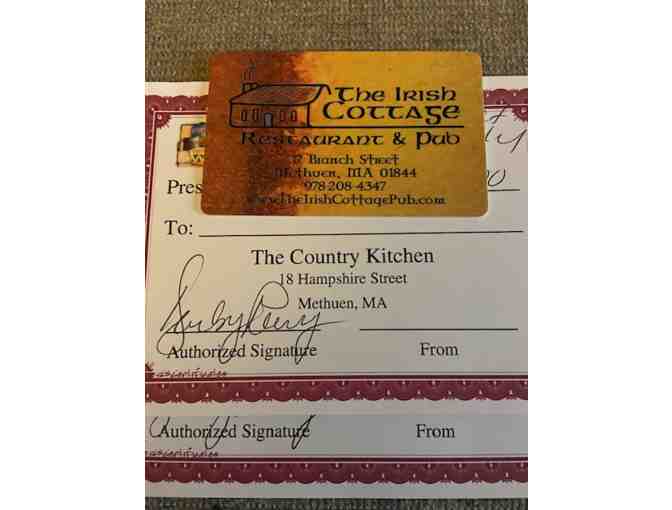 The Irish
Cottage
Restaurant & Pub
17 Branch Street
Methuen, MA 01844
978-208-4347
www.TheIrishCottagePub.com
Pres
To:
The Country Kitchen
18 Hampshire Street
Methuen, MA
Authorized Signature From
Authorized Signature From